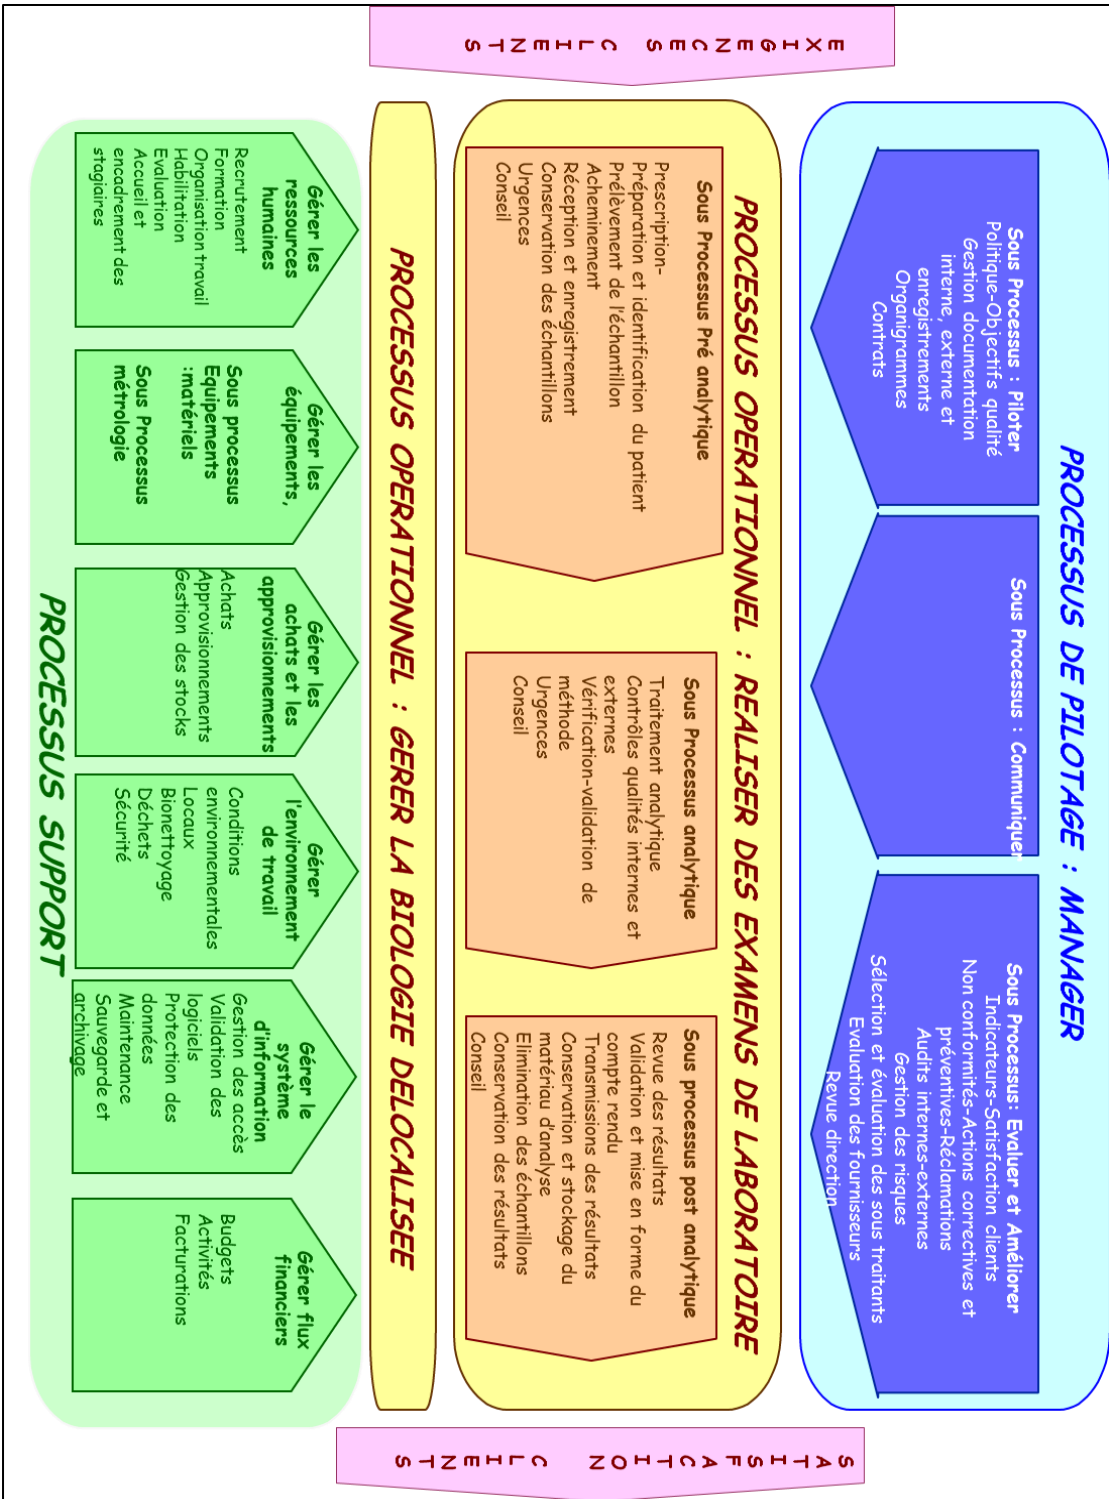 EXIGENCES CLIENTS
PROCESSUS DE PILOTAGE : MANAGER
Sous Processus : Piloter
Politique-Objectifs qualité
Gestion documentation
interne, externe et
enregistrements
Organigrammes
Contrats
Sous Processus : Communiquer
Sous Processus: Evaluer et Améliorer
Indicateurs-Satisfaction clients
Non conformités-Actions correctives et
préventives-Réclamations
Audits internes-externes
Gestion des risques
Sélection et évaluation des sous traitants
Evaluation des fournisseurs
Revue direction
PROCESSUS OPERATIONNEL : REALISER DES EXAMENS DE LABORATOIRE
Sous Processus Pré analytique
Prescription-
Préparation et identification du patient
Prélèvement de l'échantillon
Acheminement
Réception et enregistrement
Conservation des échantillons
Urgences
Conseil
Sous Processus analytique
Traitement analytique
Contrôles qualités internes et
externes
Vérification-validation de
méthode
Urgences
Conseil
Sous processus post analytique
Revue des résultats
Validation et mise en forme du
compte rendu
Transmissions des résultats
Conservation et stockage du
matériau d'analyse
Elimination des échantillons
Conservation des résultats
Conseil
PROCESSUS OPERATIONNEL : GERER LA BIOLOGIE DELOCALISEE
Gérer les
ressources
humaines
Recrutement
Formation
Organisation travail
Habilitation
Evaluation
Accueil et
encadrement des
stagiaires
Gérer les
équipements,
Sous processus
Equipements
:matériels
Sous Processus
métrologie
Gérer les
achats et les
approvisionnements
Achats
Approvisionnements
Gestion des stocks
Gérer
l'environnement
de travail
Conditions
environnementales
Locaux
Bionettoyage
Déchets
Sécurité
Gérer le
système
d'information
Gestion des accès
Validation des
logiciels
Protection des
données
Maintenance
Sauvegarde et
archivage
Gérer flux
financiers
Budgets
Activités
Facturations
PROCESSUS SUPPORT
SATISFACTION CLIENTS